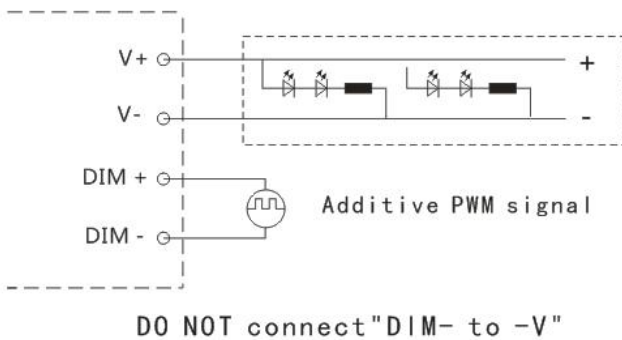 V+
+
V-
-
DIM +
Additive PWM signal
DIM -
DO NOT connect"DIM- to -V"